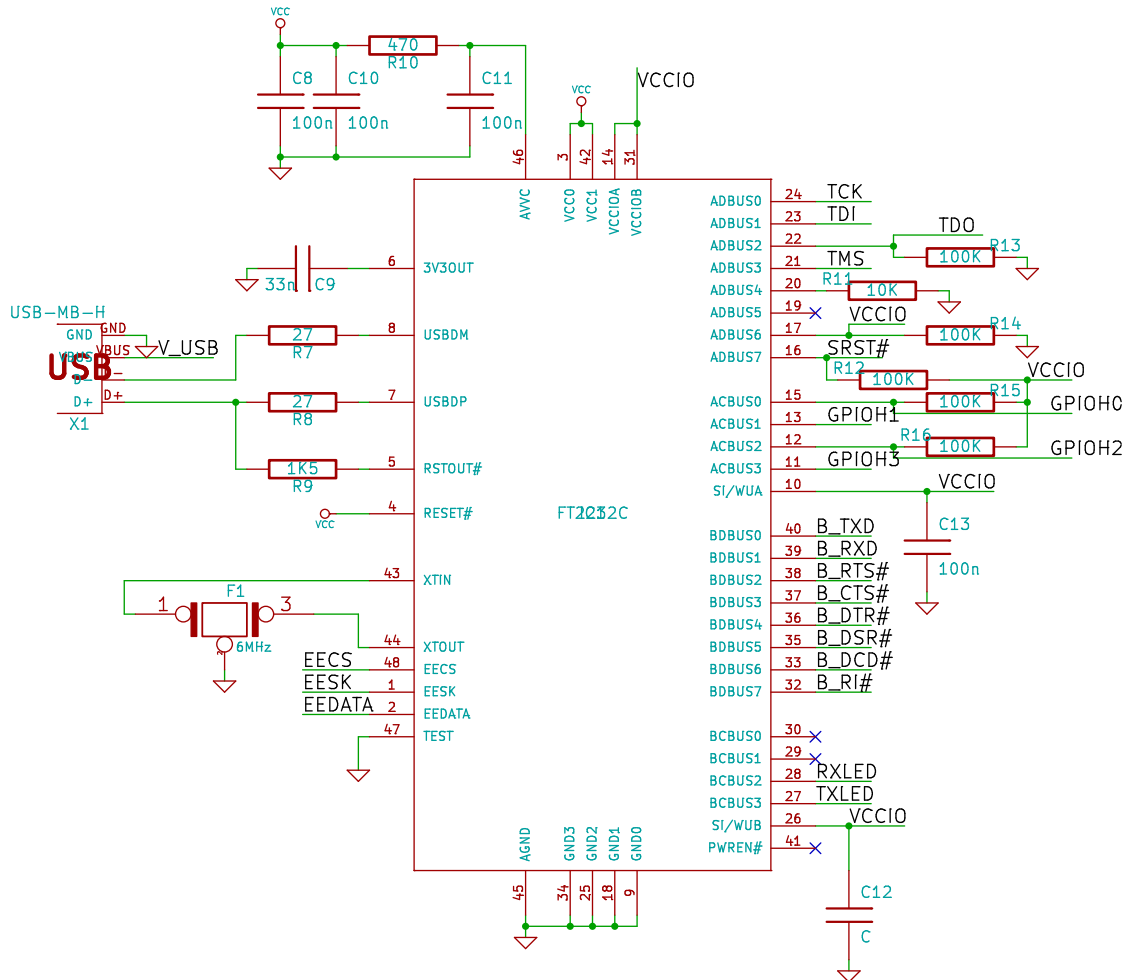 VCC
470
R10
C8
C10
C11
100n
100n
100n
VCC
VCCIO
46
3
42
14
31
AVVC
VCC0
VCC1
VCCIOA
VCCIOB
6
3V3OUT
33n
C9
USB-MB-H
GND
GND
VBUS
VBUS
V_USB
USB
D-
-
D+
D+
X1
27
R7
8
USBDM
27
R8
7
USBDP
1K5
R9
5
RSTOUT#
VCC
4
RESET#
43
XTIN
F1
1
3
2
6MHz
44
XTOUT
EECS
48
EECS
EESK
1
EESK
EEDATA
2
EEDATA
47
TEST
ADBUS0
24
TCK
ADBUS1
23
TDI
ADBUS2
22
TDO
R13
100K
ADBUS3
21
TMS
ADBUS4
20
R11
10K
ADBUS5
19
ADBUS6
17
VCCIO
R14
100K
ADBUS7
16
SRST#
R12
100K
VCCIO
ACBUS0
15
R15
100K
GPIOH0
ACBUS1
13
GPIOH1
ACBUS2
12
R16
100K
GPIOH2
ACBUS3
11
GPIOH3
SI/WUA
10
VCCIO
C13
100n
BDBUS0
40
B_TXD
BDBUS1
39
B_RXD
BDBUS2
38
B_RTS#
BDBUS3
37
B_CTS#
BDBUS4
36
B_DTR#
BDBUS5
35
B_DSR#
BDBUS6
33
B_DCD#
BDBUS7
32
B_RI#
BCBUS0
30
BCBUS1
29
BCBUS2
28
RXLED
BCBUS3
27
TXLED
SI/WUB
26
VCCIO
PWREN#
41
C12
C
AGND
GND3
GND2
GND1
GND0
45
34
25
18
9